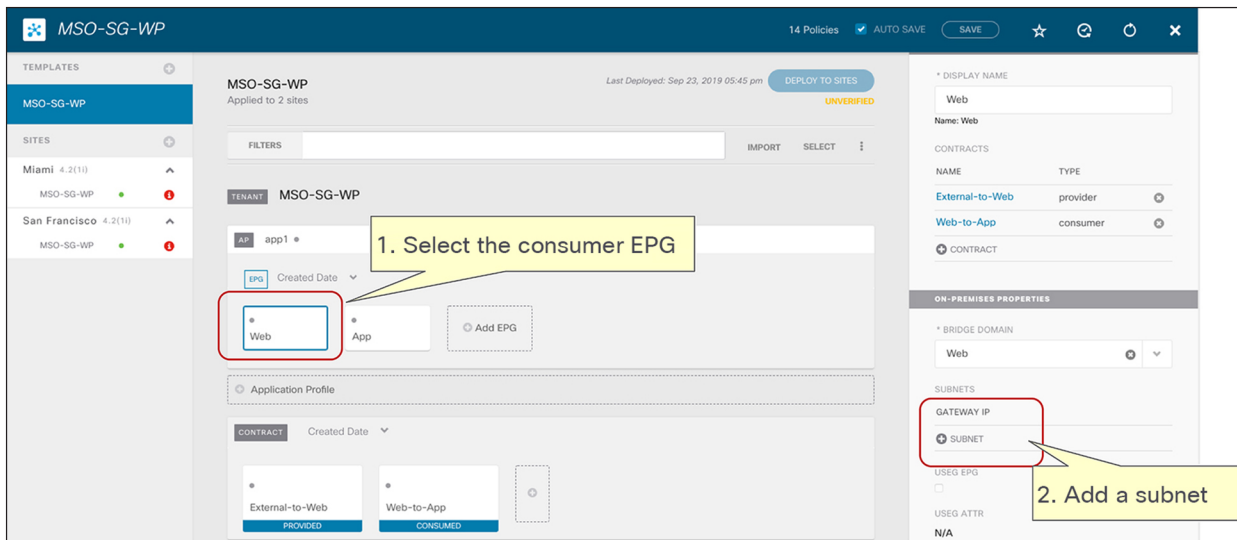 MSO-SG-WP
14 Policies AUTO SAVE SAVE
TEMPLATES
MSO-SG-WP
SITES
Miami 4.2(1i)
MSO-SG-WP
San Francisco 4.2(1i)
MSO-SG-WP
MSO-SG-WP
Applied to 2 sites
Last Deployed: Sep 23, 2019 05:45 pm DEPLOY TO SITES
UNVERIFIED
FILTERS IMPORT SELECT
TENANT MSO-SG-WP
AP app1
1. Select the consumer EPG
EPG Created Date
Web
App
Add EPG
Application Profile
CONTRACT Created Date
External-to-Web
PROVIDED
Web-to-App
CONSUMED
* DISPLAY NAME
Web
Name: Web
CONTRACTS
NAME TYPE
External-to-Web provider
Web-to-App consumer
CONTRACT
ON-PREMISES PROPERTIES
* BRIDGE DOMAIN
Web
SUBNETS
GATEWAY IP
SUBNET
USEG EPG
2. Add a subnet
USEG ATTR
N/A